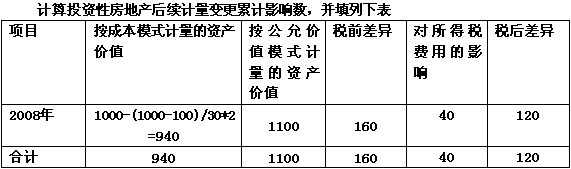 计算投资性房地产后续计量变更累计影响数，并填列下表
项目
按成本模式计量的资产
价值
按公允价
值模式计
量的资产
价值
税前差异
对所得税
费用的影
响
税后差异
2008年
1000-(1000-100)/30*2
=940
1100
160
40
120
合计
940
1100
160
40
120